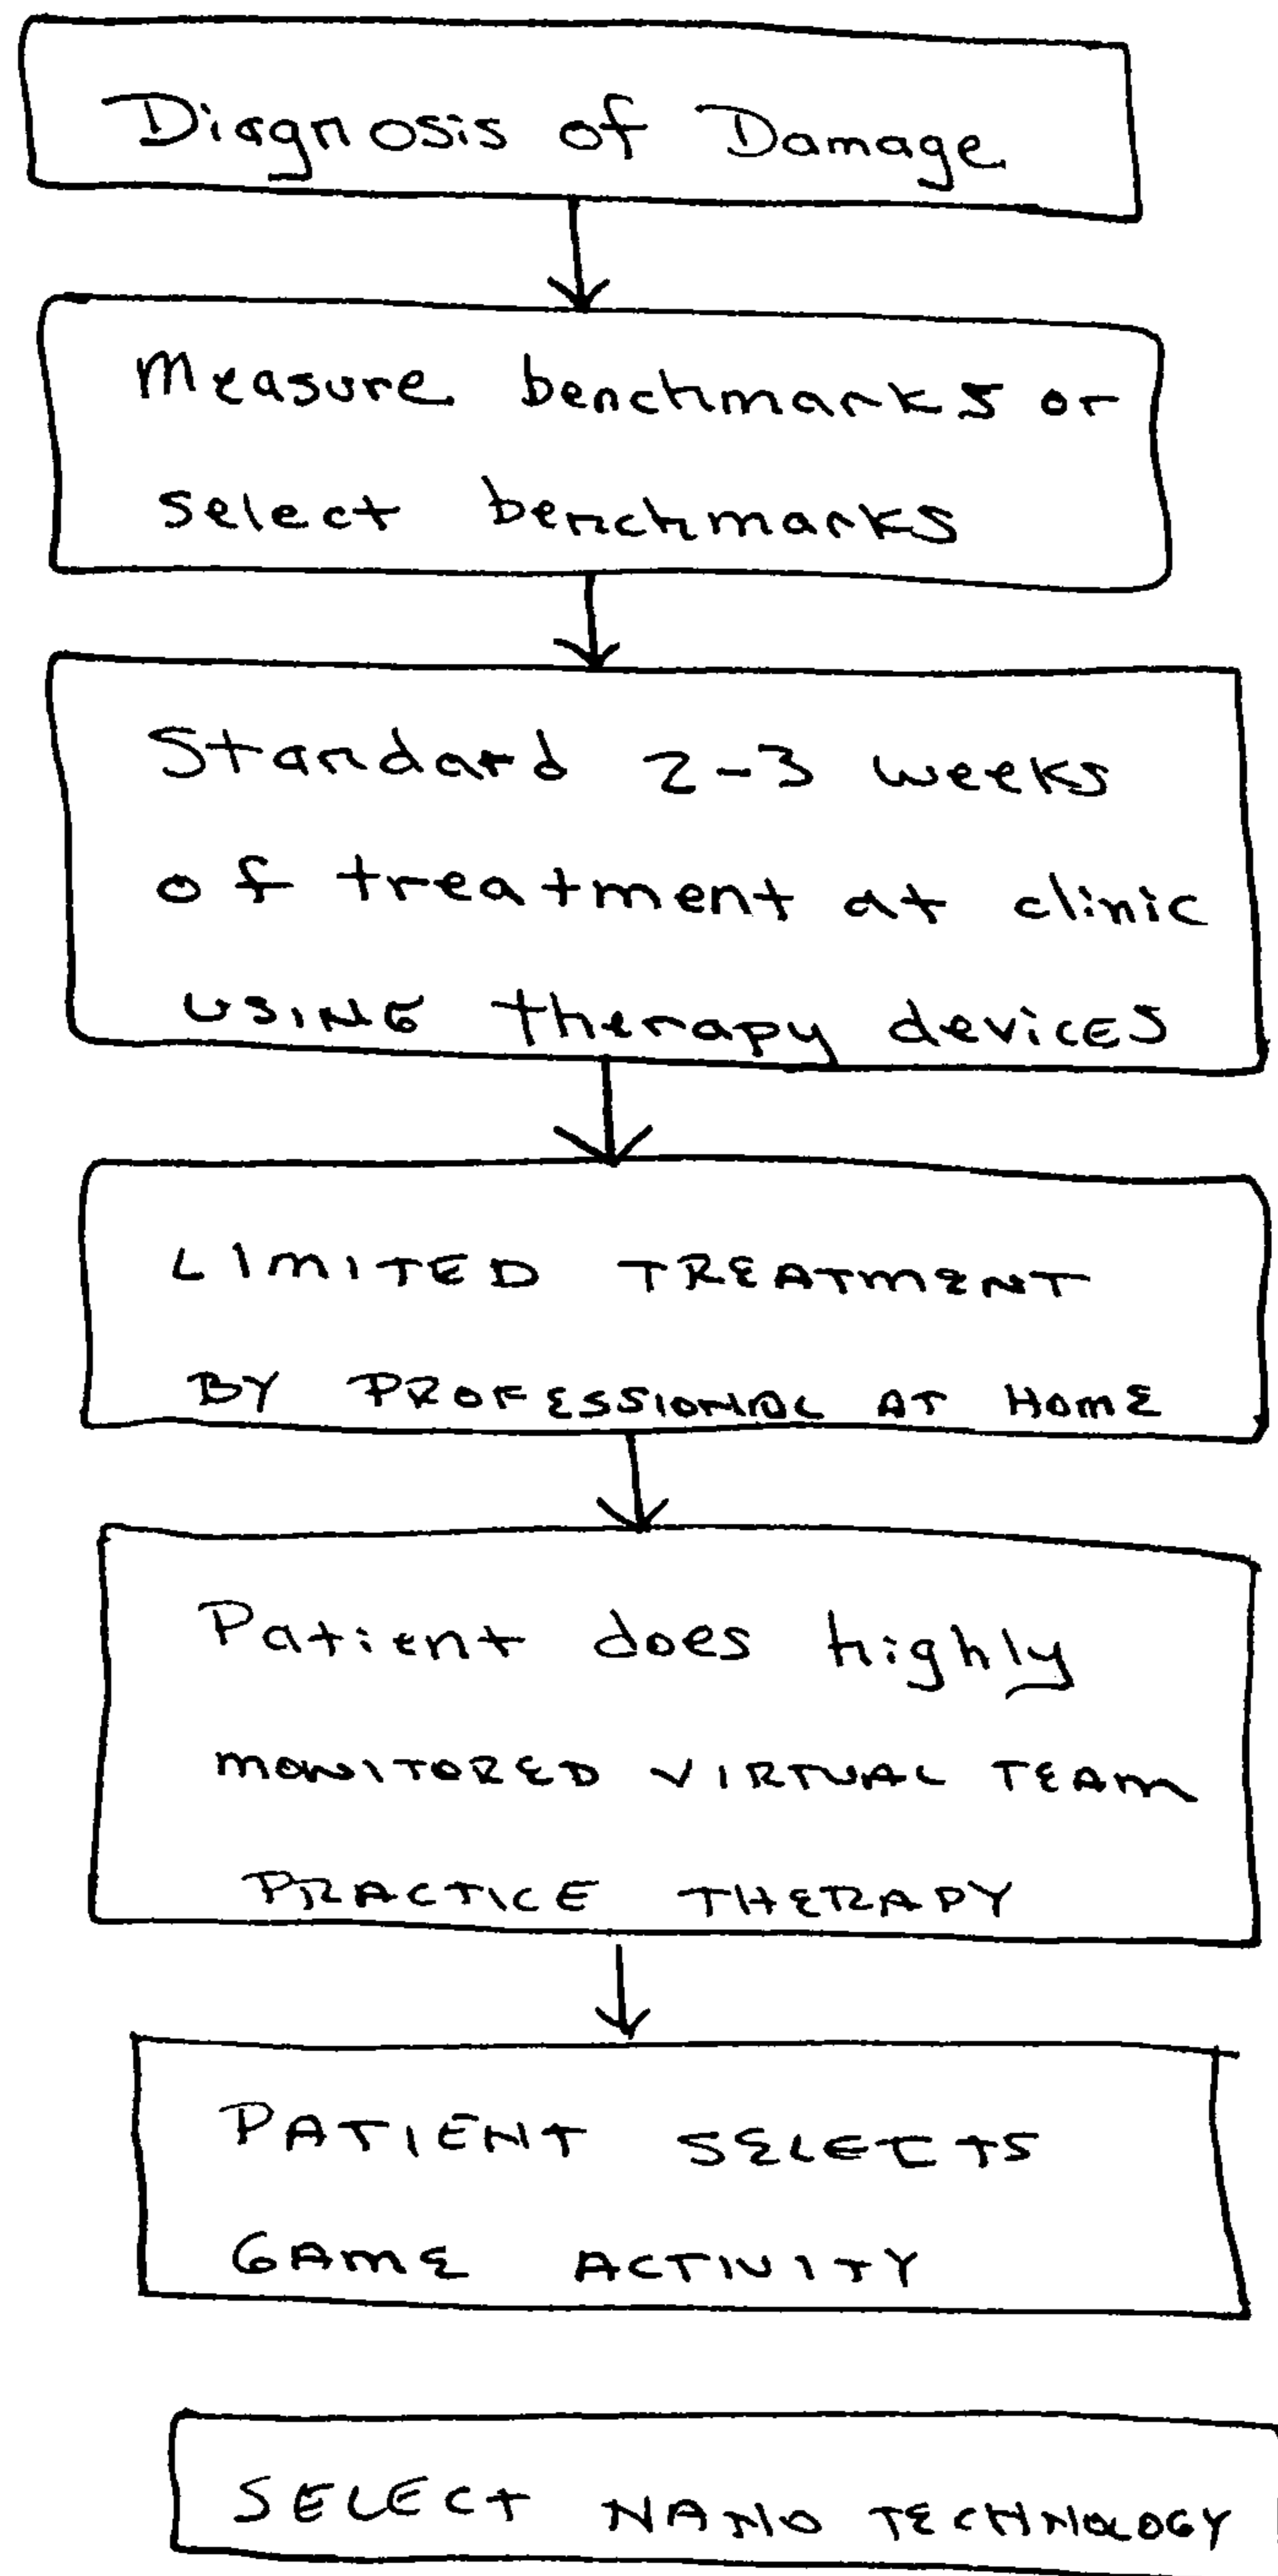 Diagnosis of Damage
Measure benchmarks or
select benchmarks
Standard 2-3 weeks
of treatment at clinic
USING therapy devices
LIMITED TREATMENT
BY PROFESSIONAL AT HOME
Patient does highly
MONITORED VIRTUAL TEAM
PRACTICE THERAPY
PATIENT SELECTS
GAME ACTIVITY
SELECT NANO TECHNOLOGY